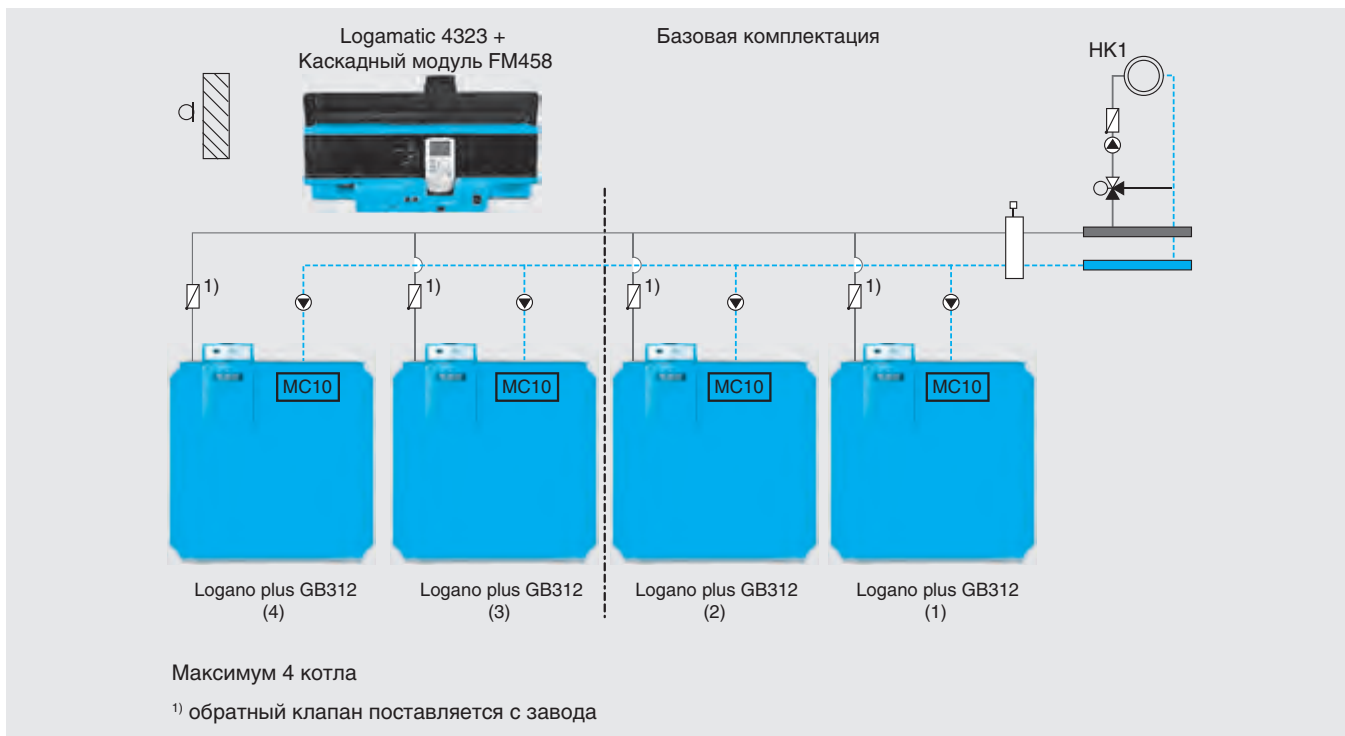 Logamatic 4323 +
Каскадный модуль FM458
Базовая комплектация
HK1
1)
1)
1)
1)
MC10
MC10
MC10
MC10
Logano plus GB312
(4)
Logano plus GB312
(3)
Logano plus GB312
(2)
Logano plus GB312
(1)
Максимум 4 котла
1) обратный клапан поставляется с завода